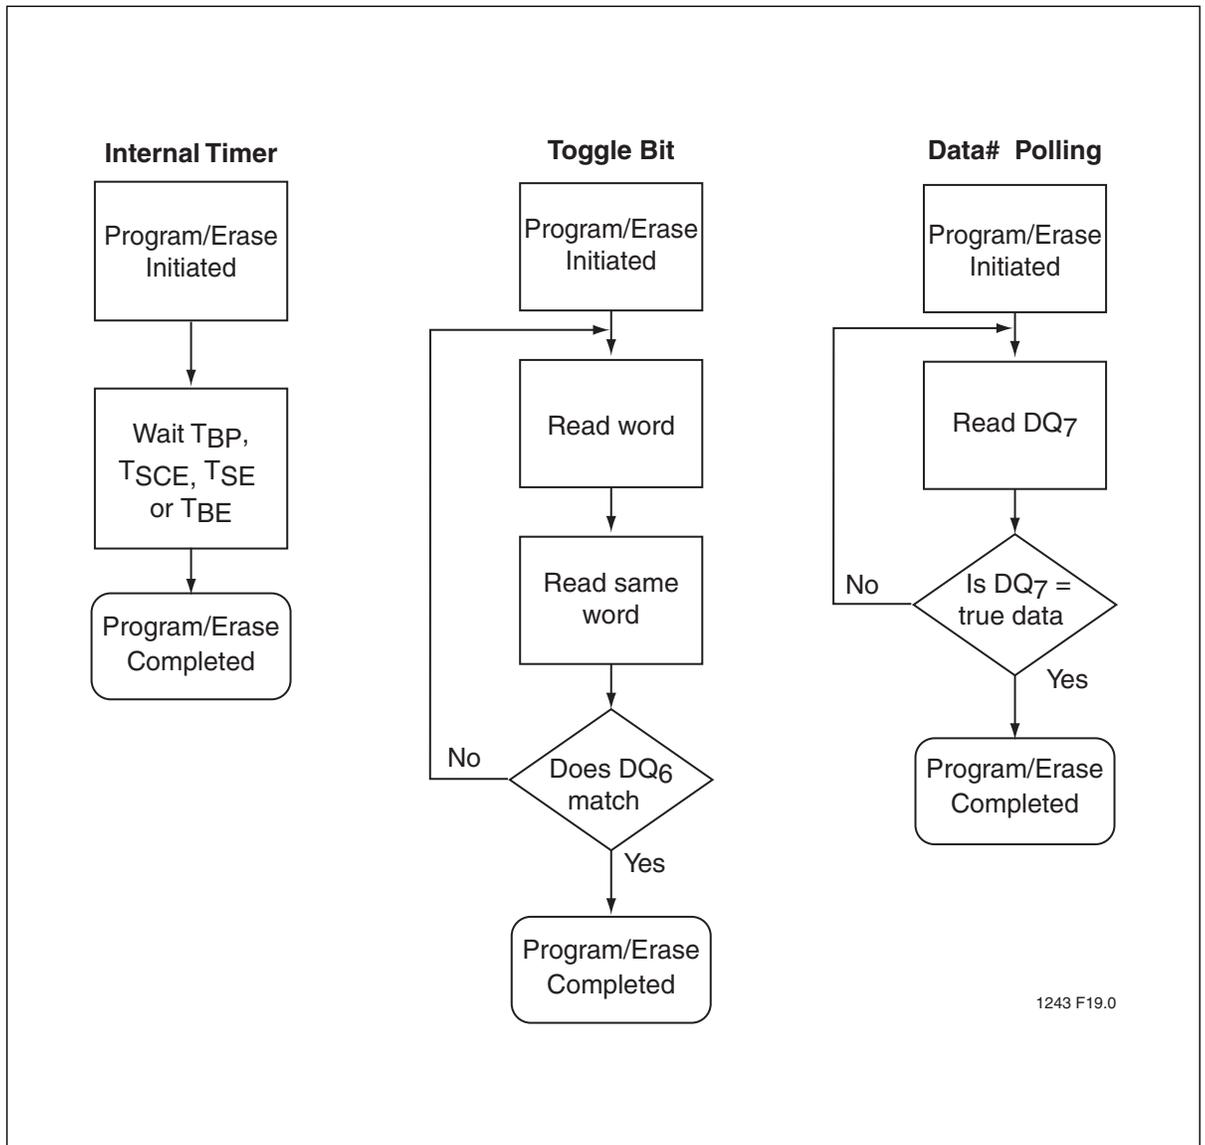 Internal Timer
Program/Erase
Initiated
Wait TBP,
TSCE, TSE
or TBE
Program/Erase
Completed
Toggle Bit
Program/Erase
Initiated
Read word
Read same
word
Does DQ6
match
No
Yes
Program/Erase
Completed
Data# Polling
Program/Erase
Initiated
Read DQ7
Is DQ7 =
true data
No
Yes
Program/Erase
Completed
1243 F19.0